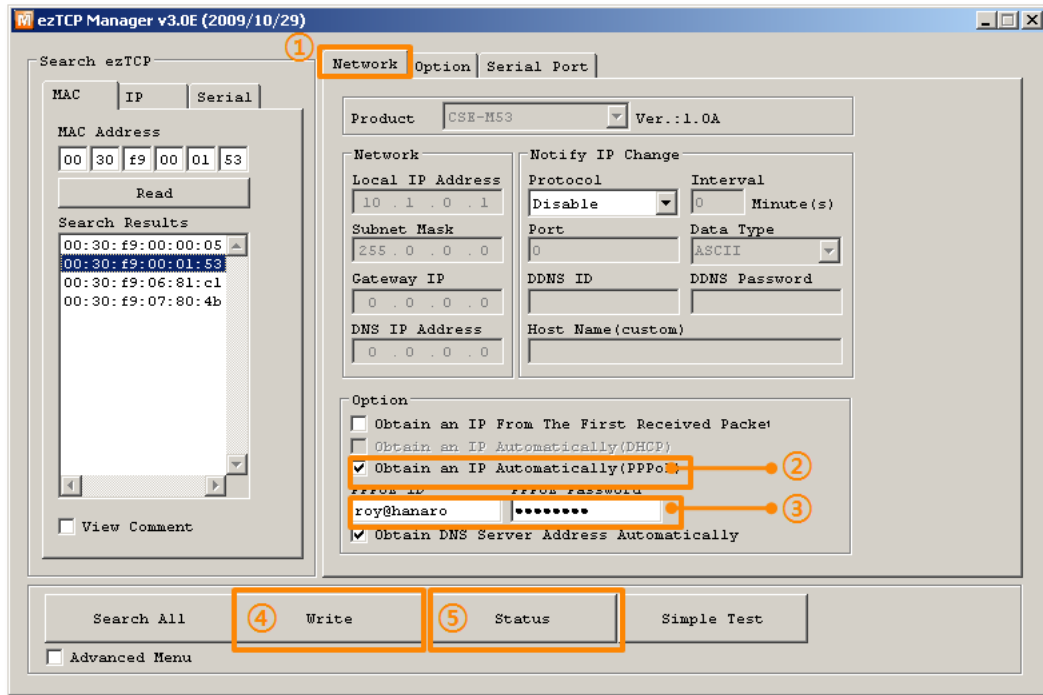 ezTCP Manager v3.0E (2009/10/29)
①
Search ezTCP
MAC IP Serial
MAC Address
00 30 f9 00 01 53
Read
Search Results
00:30:f9:00:00:05
00:30:f9:00:01:53
00:30:f9:06:81:c1
00:30:f9:07:80:4b
View Comment
Network Option Serial Port
Product CSE-M53 Ver.:1.0A
Network
Local IP Address
10 . 1 . 0 . 1
Subnet Mask
255 . 0 . 0 . 0
Gateway IP
0 . 0 . 0 . 0
DNS IP Address
0 . 0 . 0 . 0
Notify IP Change
Protocol Interval
Disable 0 Minute(s)
Port Data Type
0 ASCII
DDNS ID DDNS Password
Host Name(custom)
Option
Obtain an IP From The First Received Packet
Obtain an IP Automatically(DHCP)
Obtain an IP Automatically(PPPoE) ②
PPPoE ID PPPoE Password
roy@hanaro ●●●●●●●● ③
Obtain DNS Server Address Automatically
Search All ④ Write ⑤ Status Simple Test
Advanced Menu